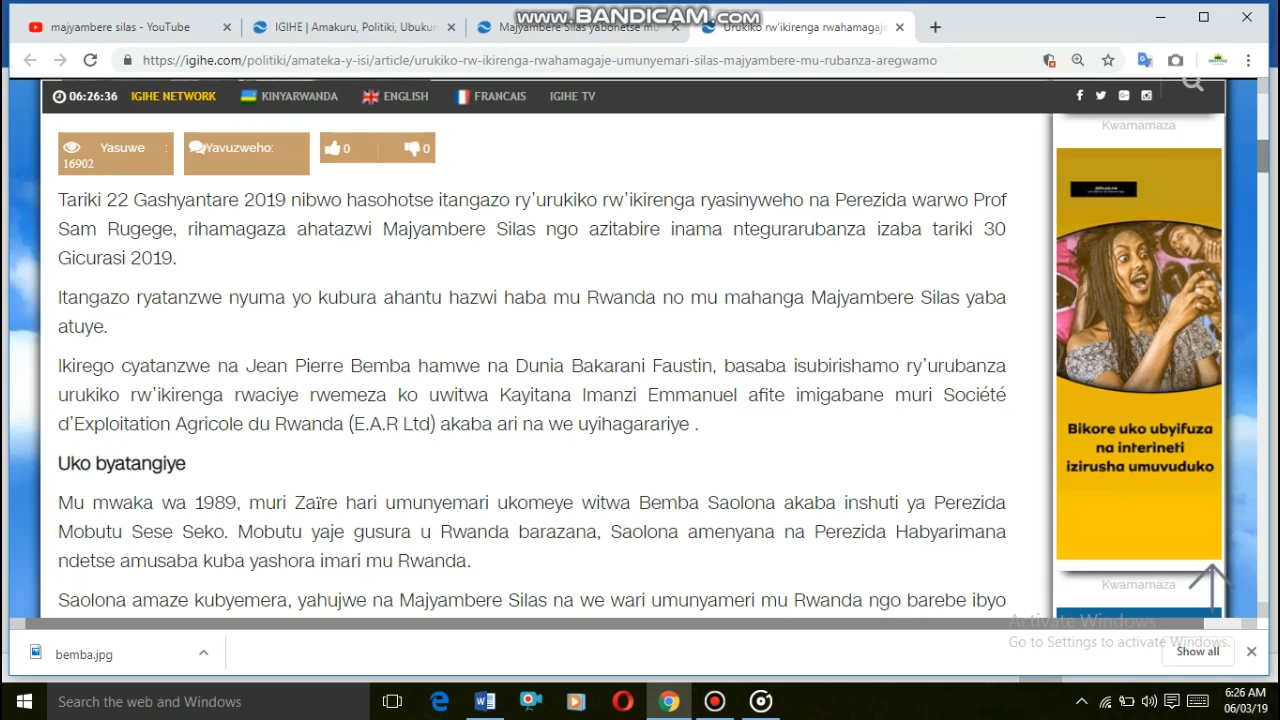 www.BANDICAM.com
majyambere silas - YouTube
IGIHE | Amakuru, Politiki, Ubukun
Majyambere Silas yabonetse mu
Urukiko rw'ikirenga rwahamagaje
https://igihe.com/politiki/amateka-y-isi/article/urukiko-rw-ikirenga-rwahamagaje-umunyemari-silas-majyambere-mu-rubanza-aregwamo
06:26:36 IGIHE NETWORK KINYARWANDA ENGLISH FRANCAIS IGIHE TV
Yasuwe :
16902
Yavuzweho:
0 0
Tariki 22 Gashyantare 2019 nibwo hasohotse itangazo ry'urukiko rw'ikirenga ryasinyweho na Perezida warwo Prof
Sam Rugege, rihamagaza ahatazwi Majyambere Silas ngo azitabire inama ntegurarubanza izaba tariki 30
Gicurasi 2019.
Itangazo ryatanzwe nyuma yo kubura ahantu hazwi haba mu Rwanda no mu mahanga Majyambere Silas yaba
atuye.
Ikirego cyatanzwe na Jean Pierre Bemba hamwe na Dunia Bakarani Faustin, basaba isubirishamo ry'urubanza
urukiko rw'ikirenga rwaciye rwemeza ko uwitwa Kayitana Imanzi Emmanuel afite imigabane muri Société
d'Exploitation Agricole du Rwanda (E.A.R Ltd) akaba ari na we uyihagarariye .
Uko byatangiye
Mu mwaka wa 1989, muri Zaïre hari umunyemari ukomeye witwa Bemba Saolona akaba inshuti ya Perezida
Mobutu Sese Seko. Mobutu yaje gusura u Rwanda barazana, Saolona amenyana na Perezida Habyarimana
ndetse amusaba kuba yashora imari mu Rwanda.
Saolona amaze kubyemera, yahujwe na Majyambere Silas na we wari umunyameri mu Rwanda ngo barebe ibyo
Kwamamaza
Bikore uko ubyifuza
na interineti
izirusha umuvuduko
Kwamamaza
Activate Windows
Go to Settings to activate Windows.
bemba.jpg
Show all
Search the web and Windows
6:26 AM
06/03/19